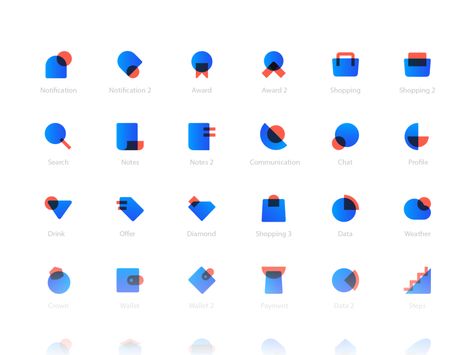 Notification Notification 2 Award Award 2 Shopping Shopping 2
Search Notes Notes 2 Communication Chat Profile
Drink Offer Diamond Shopping 3 Data Weather
Crown Wallet Wallet 2 Payment Data 2 Steps